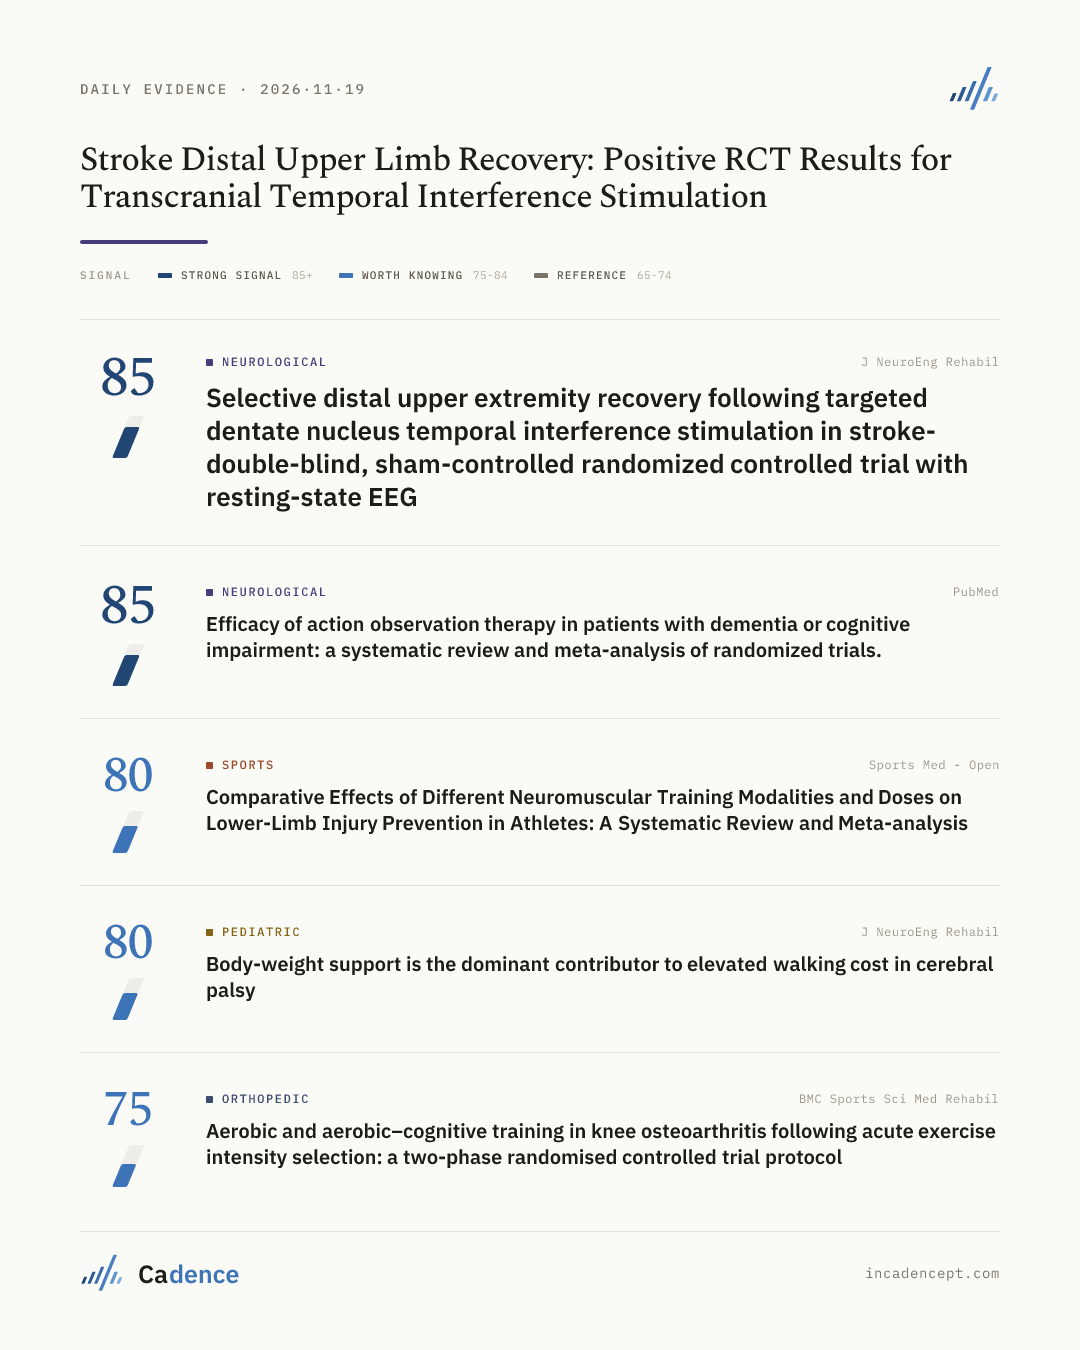 DAILY EVIDENCE · 2026·11·19
Stroke Distal Upper Limb Recovery: Positive RCT Results for
Transcranial Temporal Interference Stimulation
SIGNAL STRONG SIGNAL 85+ WORTH KNOWING 75-84 REFERENCE 65-74
85
NEUROLOGICAL J NeuroEng Rehabil
Selective distal upper extremity recovery following targeted
dentate nucleus temporal interference stimulation in stroke-
double-blind, sham-controlled randomized controlled trial with
resting-state EEG
85
NEUROLOGICAL PubMed
Efficacy of action observation therapy in patients with dementia or cognitive
impairment: a systematic review and meta-analysis of randomized trials.
80
SPORTS Sports Med - Open
Comparative Effects of Different Neuromuscular Training Modalities and Doses on
Lower-Limb Injury Prevention in Athletes: A Systematic Review and Meta-analysis
80
PEDIATRIC J NeuroEng Rehabil
Body-weight support is the dominant contributor to elevated walking cost in cerebral
palsy
75
ORTHOPEDIC BMC Sports Sci Med Rehabil
Aerobic and aerobic–cognitive training in knee osteoarthritis following acute exercise
intensity selection: a two-phase randomised controlled trial protocol
Cadence incadencept.com